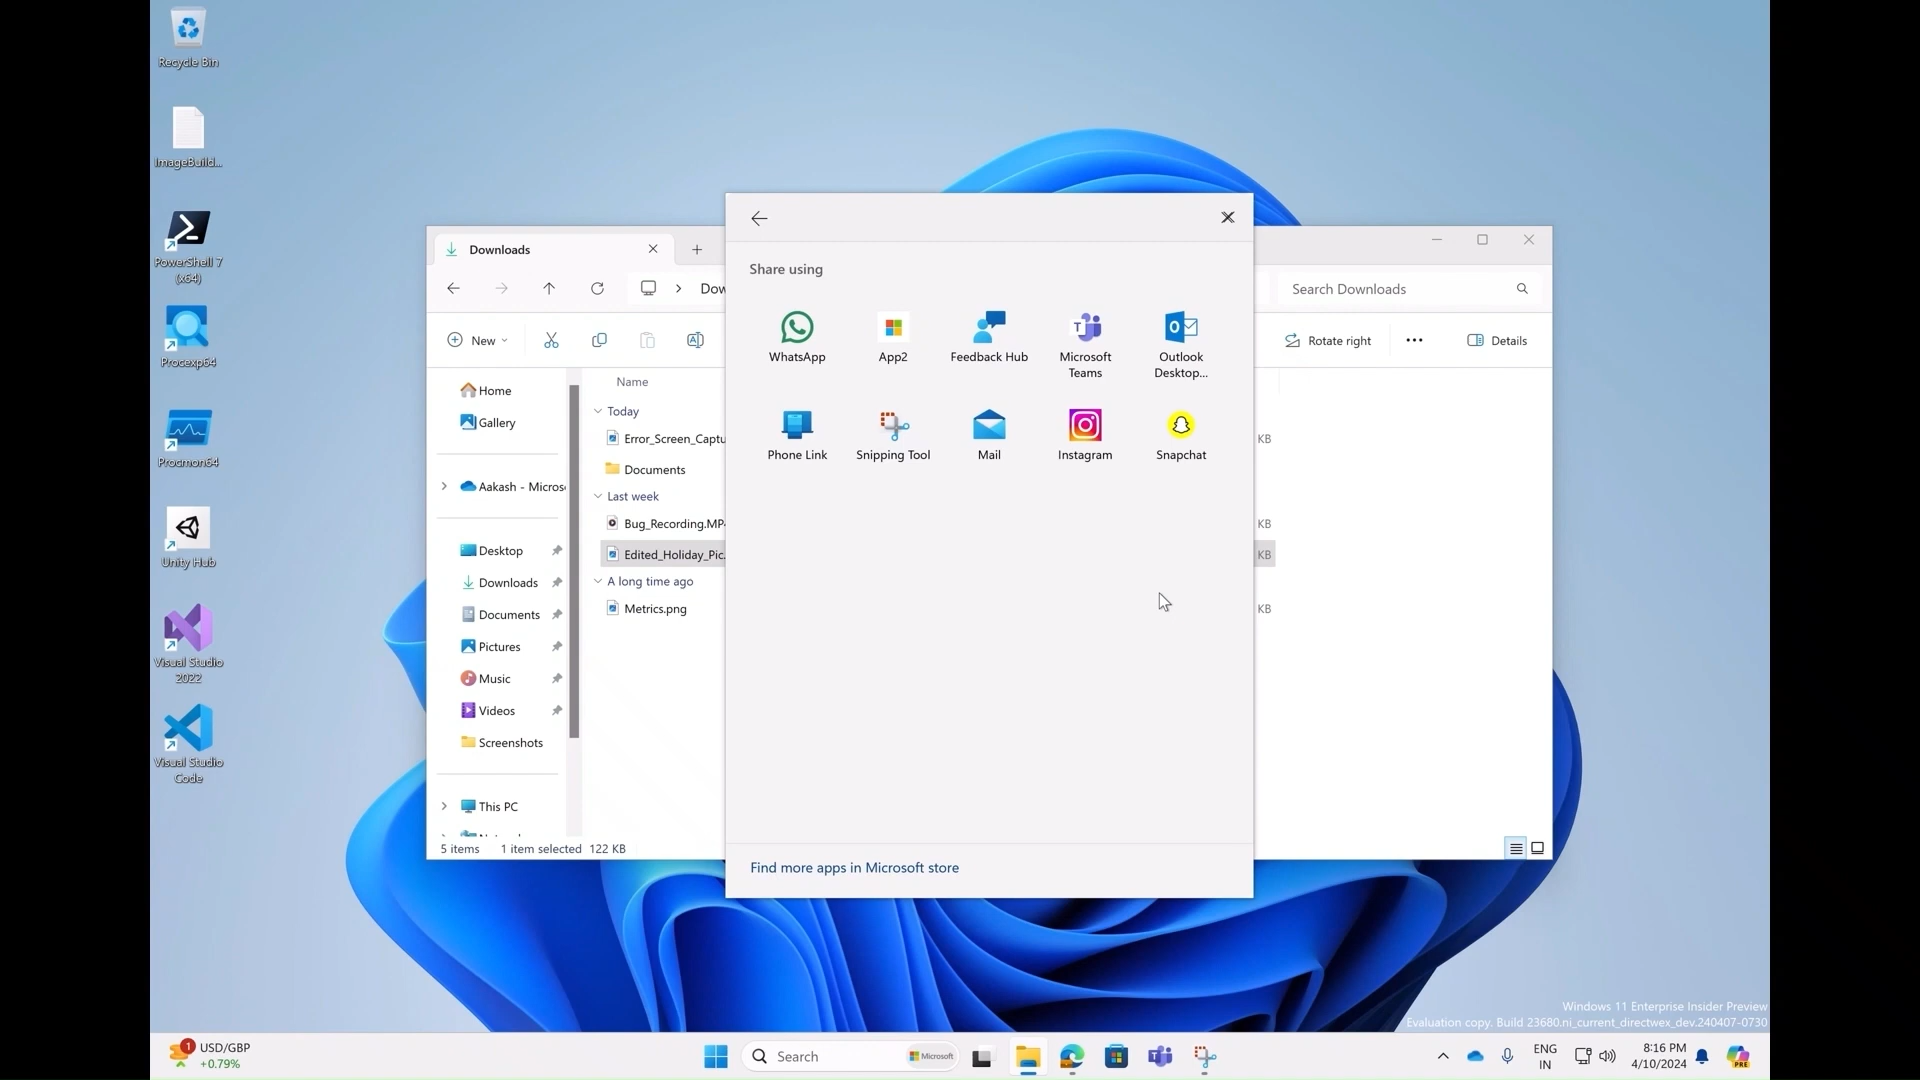 Recycle Bin
ImageBuild...
PowerShell 7
(x64)
Procexp64
Procmon64
Unity Hub
Visual Studio
2022
Visual Studio
Code
Downloads
Dow
Search Downloads
New
Rotate right
Details
Home
Gallery
Aakash - Micros
Desktop
Downloads
Documents
Pictures
Music
Videos
Screenshots
This PC
Name
Today
Error_Screen_Captu
Documents
Last week
Bug_Recording.MP
Edited_Holiday_Pic.
A long time ago
Metrics.png
KB
KB
KB
KB
5 items
1 item selected
122 KB
Share using
WhatsApp
App2
Feedback Hub
Microsoft
Teams
Outlook
Desktop...
Phone Link
Snipping Tool
Mail
Instagram
Snapchat
Find more apps in Microsoft store
Windows 11 Enterprise Insider Preview
Evaluation copy. Build 23680.ni_current_directwex_dev.240407-0730
1
USD/GBP
+0.79%
Search
Microsoft
ENG
IN
8:16 PM
4/10/2024
PRE